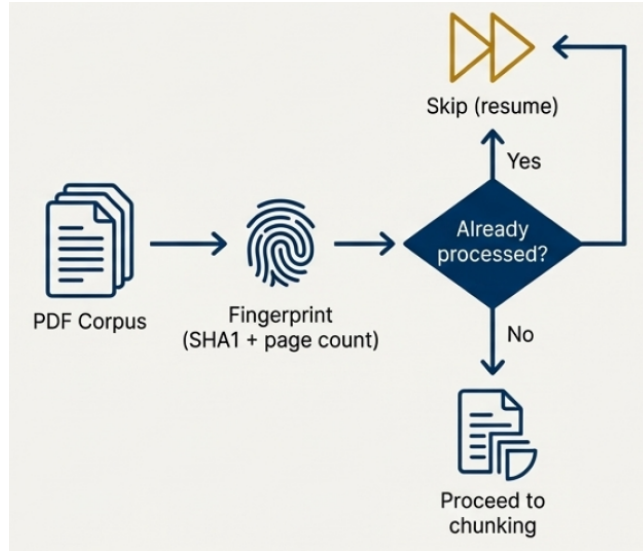 Skip (resume)
Yes
Already
processed?
PDF Corpus
Fingerprint
(SHA1 + page count)
No
Proceed to
chunking